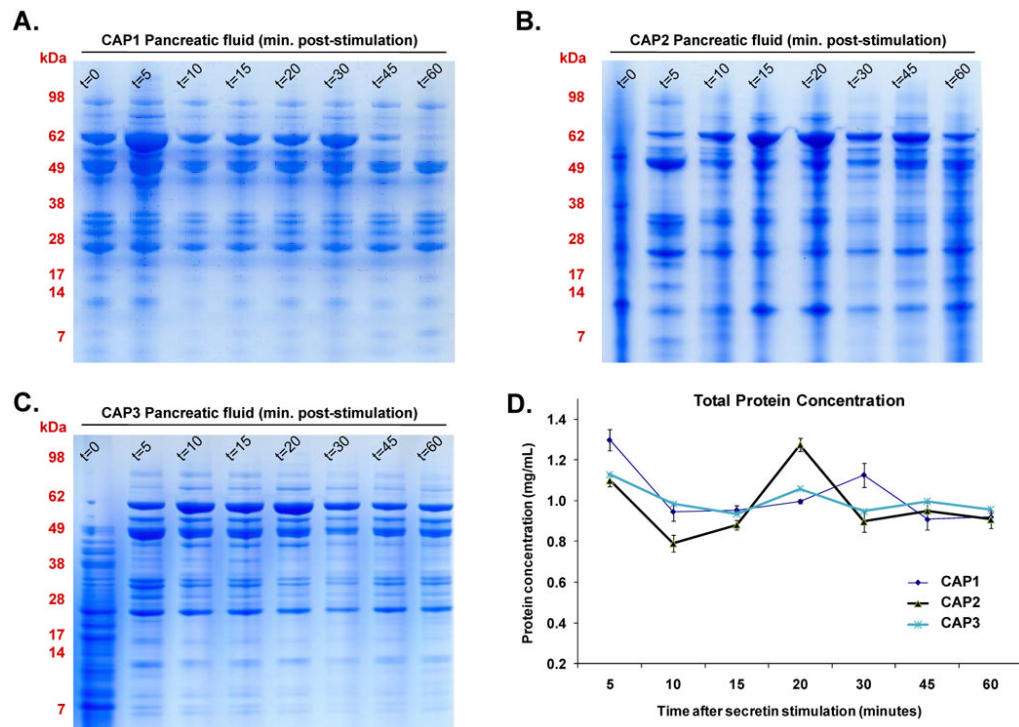 A.
CAP1 Pancreatic fluid (min. post-stimulation)
kDa
t=0 t=5 t=10 t=15 t=20 t=30 t=45 t=60
98
62
49
38
28
17
14
7
B.
CAP2 Pancreatic fluid (min. post-stimulation)
kDa
t=0 t=5 t=10 t=15 t=20 t=30 t=45 t=60
98
62
49
38
28
17
14
7
C.
CAP3 Pancreatic fluid (min. post-stimulation)
kDa
t=0 t=5 t=10 t=15 t=20 t=30 t=45 t=60
98
62
49
38
28
17
14
7
D.
Total Protein Concentration
Protein concentration (mg/mL)
1.4
1.2
1.0
0.8
0.6
0.4
0.2
CAP1
CAP2
CAP3
5 10 15 20 30 45 60
Time after secretin stimulation (minutes)